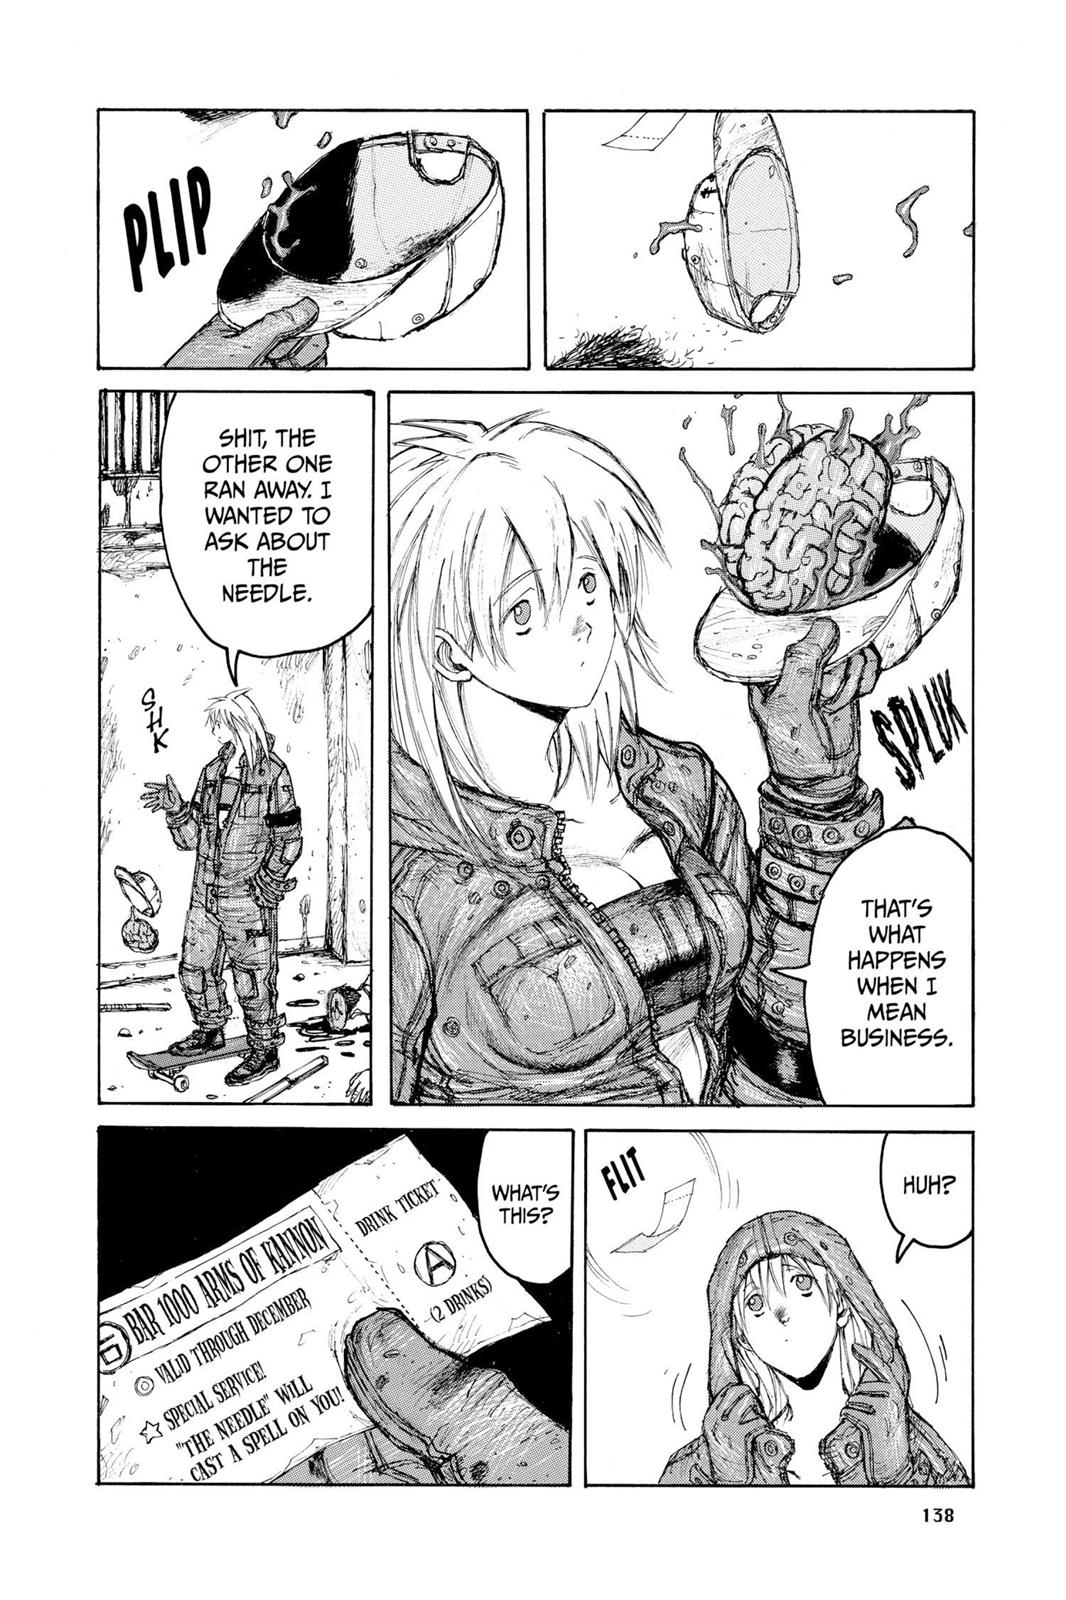 PLIP
SPLUK
THAT'S
WHAT
HAPPENS
WHEN I
MEAN
BUSINESS.
SHIT, THE
OTHER ONE
RAN AWAY. I
WANTED TO
ASK ABOUT
THE
NEEDLE.
SHK
HUH?
FLIT
WHAT'S
THIS?
BAR 1000 ARMS OF KANNON
VALID THROUGH DECEMBER
SPECIAL SERVICE!
"THE NEEDLE" WILL
CAST A SPELL ON YOU!
DRINK TICKET
A
(2 DRINKS)
138